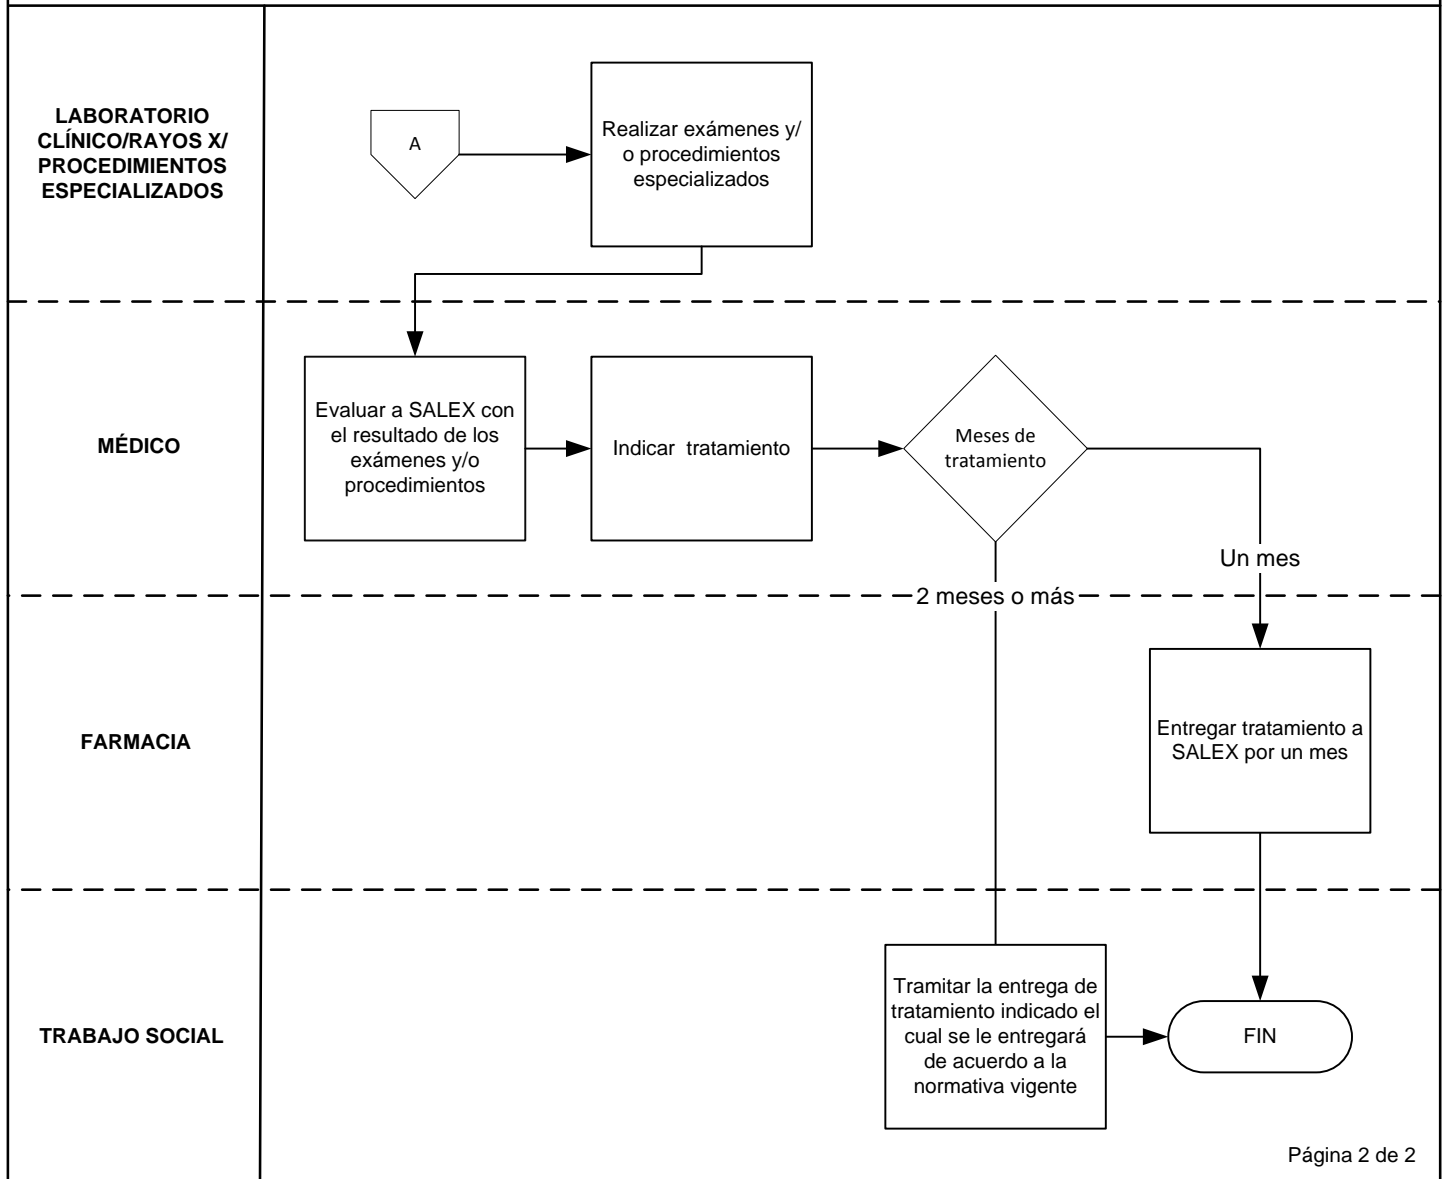 LABORATORIO
CLÍNICO/RAYOS X/
PROCEDIMIENTOS
ESPECIALIZADOS
A
Realizar exámenes y/
o procedimientos
especializados
MÉDICO
Evaluar a SALEX con
el resultado de los
exámenes y/o
procedimientos
Indicar tratamiento
Meses de
tratamiento
Un mes
2 meses o más
FARMACIA
Entregar tratamiento a
SALEX por un mes
TRABAJO SOCIAL
Tramitar la entrega de
tratamiento indicado el
cual se le entregará
de acuerdo a la
normativa vigente
FIN
Página 2 de 2